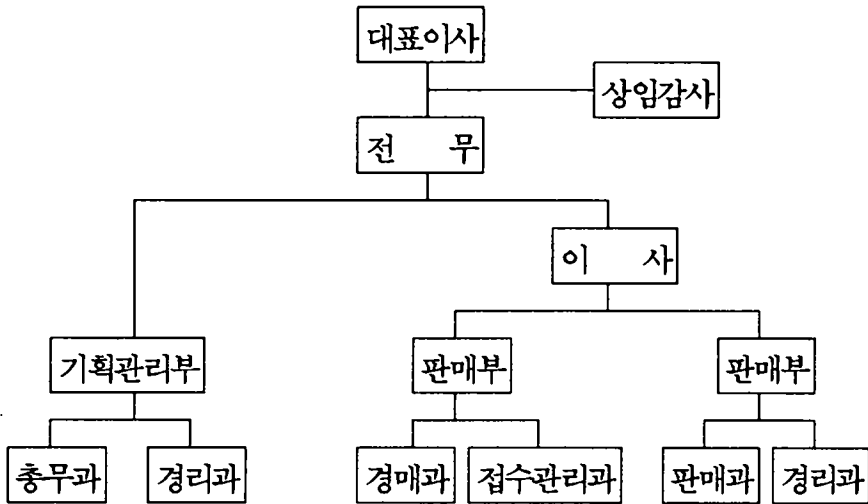 대표이사
상임감사
전 무
이 사
기획관리부 판매부 판매부
총무과 경리과 경매과 접수관리과 판매과 경리과